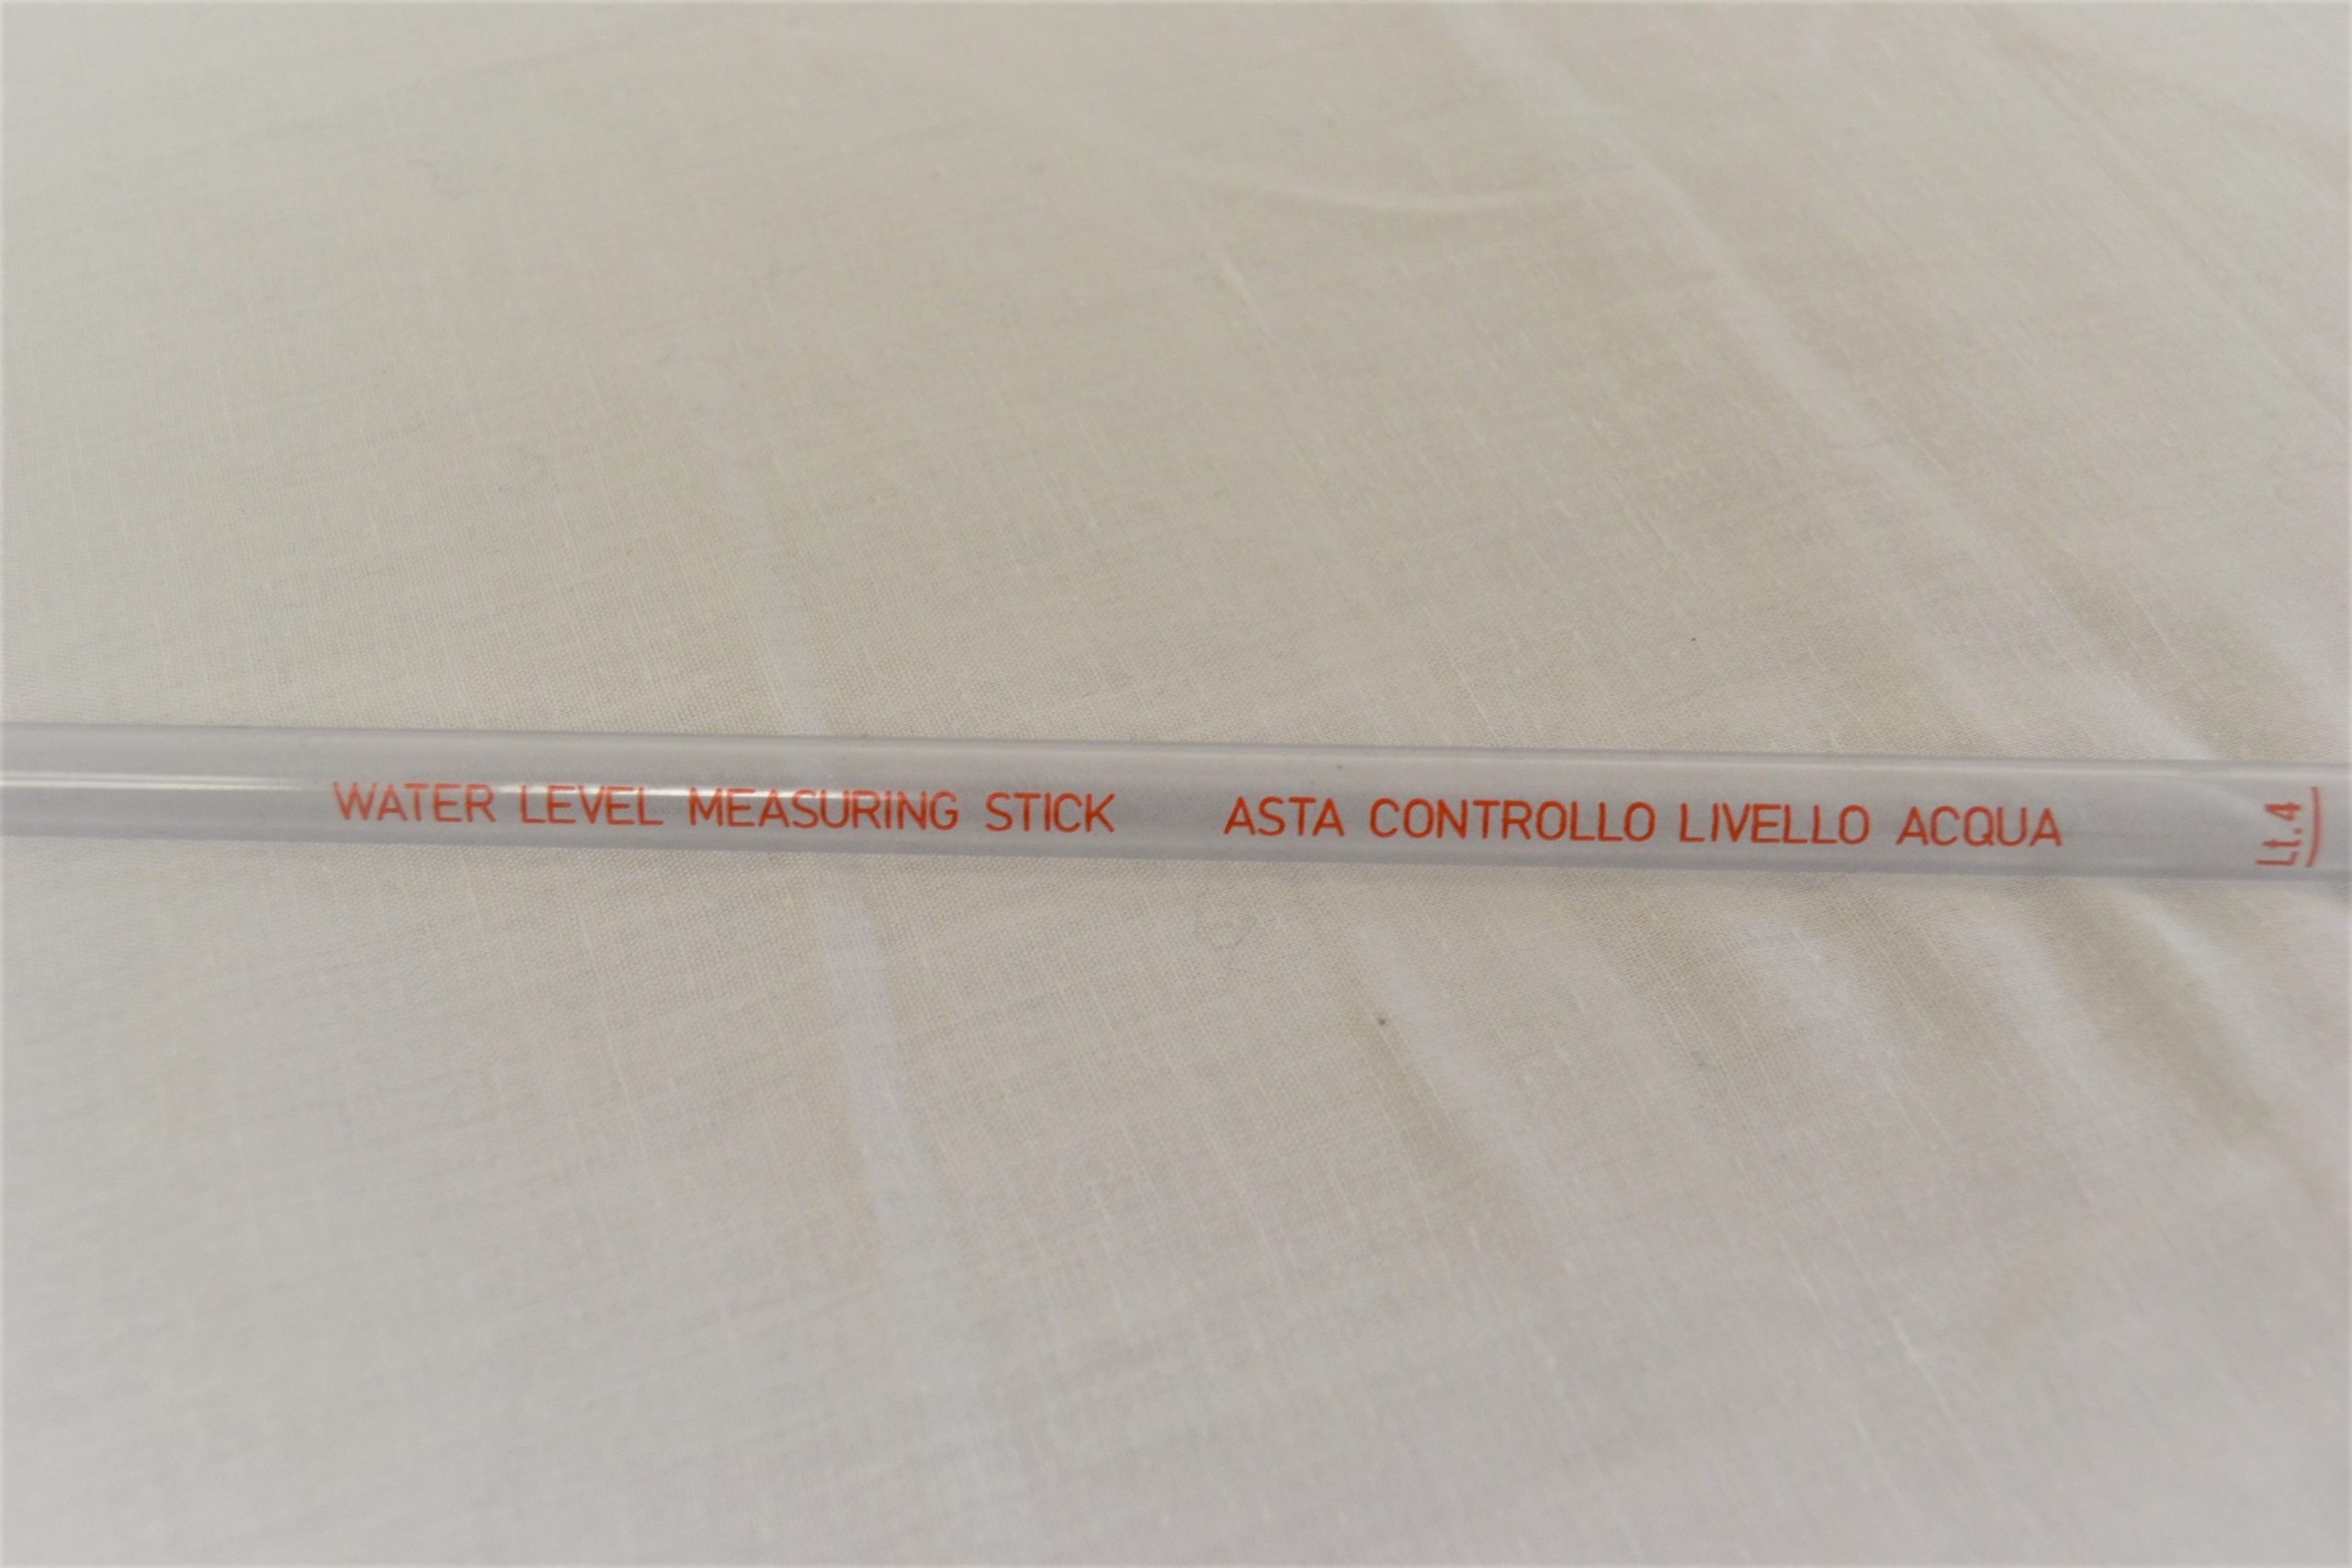 WATER LEVEL MEASURING STICK ASTA CONTROLLO LIVELLO ACQUA
Lt.4